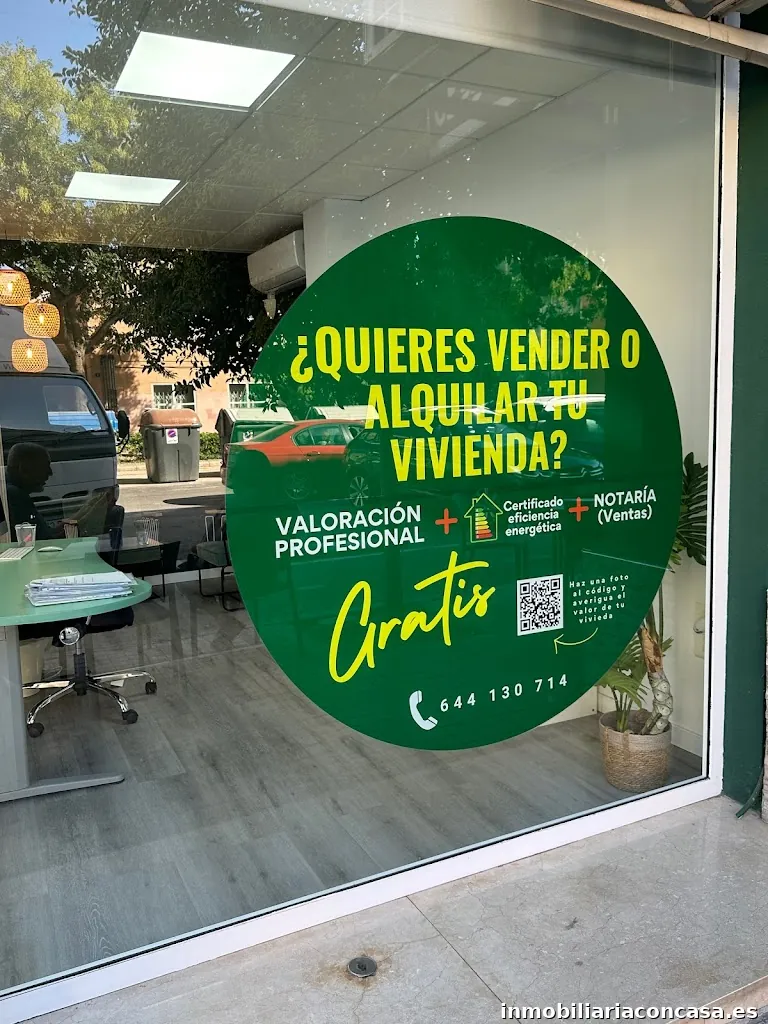 ¿QUIERES VENDER O
ALQUILAR TU
VIVIENDA?
VALORACIÓN
PROFESIONAL
+
Certificado
eficiencia
energética
+
NOTARÍA
(Ventas)
Gratis
Haz una foto
al código y
averigua el
valor de tu
vivieda
644 130 714
inmobiliariaconcasa.es